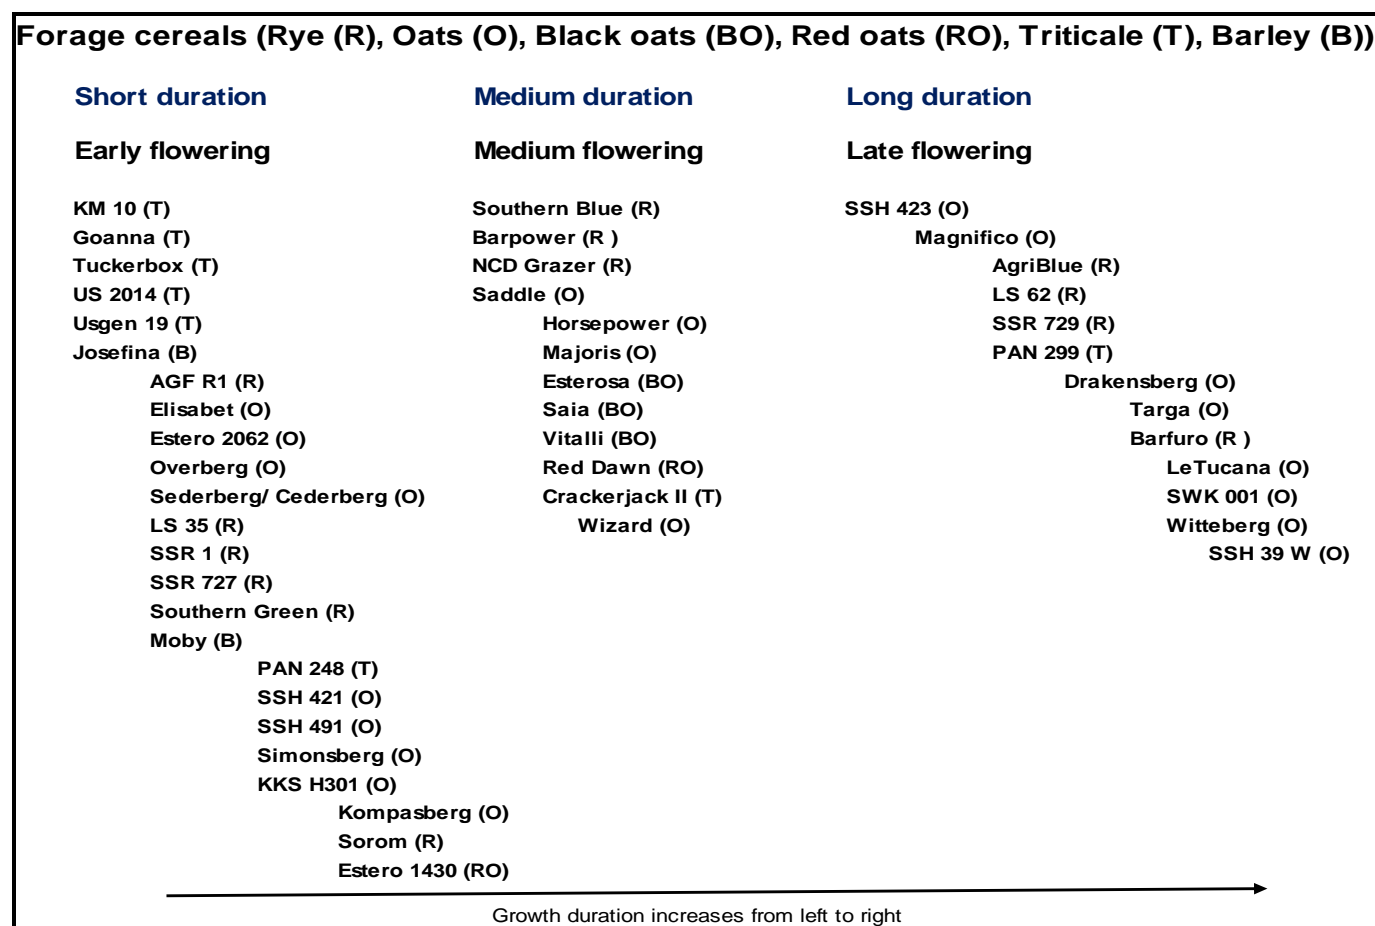 Forage cereals (Rye (R), Oats (O), Black oats (BO), Red oats (RO), Triticale (T), Barley (B))
Short duration Medium duration Long duration
Early flowering Medium flowering Late flowering
KM 10 (T) Southern Blue (R) SSH 423 (O)
Goanna (T) Barpower (R ) Magnifico (O)
Tuckerbox (T) NCD Grazer (R) AgriBlue (R)
US 2014 (T) Saddle (O) LS 62 (R)
Usgen 19 (T) Horsepower (O) SSR 729 (R)
Josefina (B) Majoris (O) PAN 299 (T)
AGF R1 (R) Esterosa (BO) Drakensberg (O)
Elisabet (O) Saia (BO) Targa (O)
Estero 2062 (O) Vitalli (BO) Barfuro (R )
Overberg (O) Red Dawn (RO) LeTucana (O)
Sederberg/ Cederberg (O) Crackerjack II (T) SWK 001 (O)
LS 35 (R) Wizard (O) Witteberg (O)
SSR 1 (R) SSH 39 W (O)
SSR 727 (R)
Southern Green (R)
Moby (B)
PAN 248 (T)
SSH 421 (O)
SSH 491 (O)
Simonsberg (O)
KKS H301 (O)
Kompasberg (O)
Sorom (R)
Estero 1430 (RO)
Growth duration increases from left to right